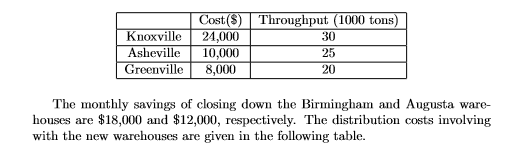 Cost($) Throughput (1000 tons)
Knoxville 24,000 30
Asheville 10,000 25
Greenville 8,000 20
The monthly savings of closing down the Birmingham and Augusta ware-
houses are $18,000 and $12,000, respectively. The distribution costs involving
with the new warehouses are given in the following table.